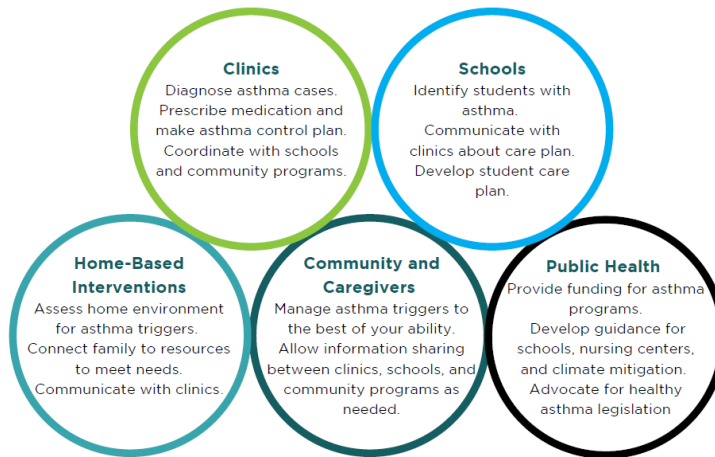 Clinics
Diagnose asthma cases.
Prescribe medication and
make asthma control plan.
Coordinate with schools
and community programs.
Schools
Identify students with
asthma.
Communicate with
clinics about care plan.
Develop student care
plan.
Home-Based
Interventions
Assess home environment
for asthma triggers.
Connect family to resources
to meet needs.
Communicate with clinics.
Community and
Caregivers
Manage asthma triggers to
the best of your ability.
Allow information sharing
between clinics, schools, and
community programs as
needed.
Public Health
Provide funding for asthma
programs.
Develop guidance for
schools, nursing centers,
and climate mitigation.
Advocate for healthy
asthma legislation